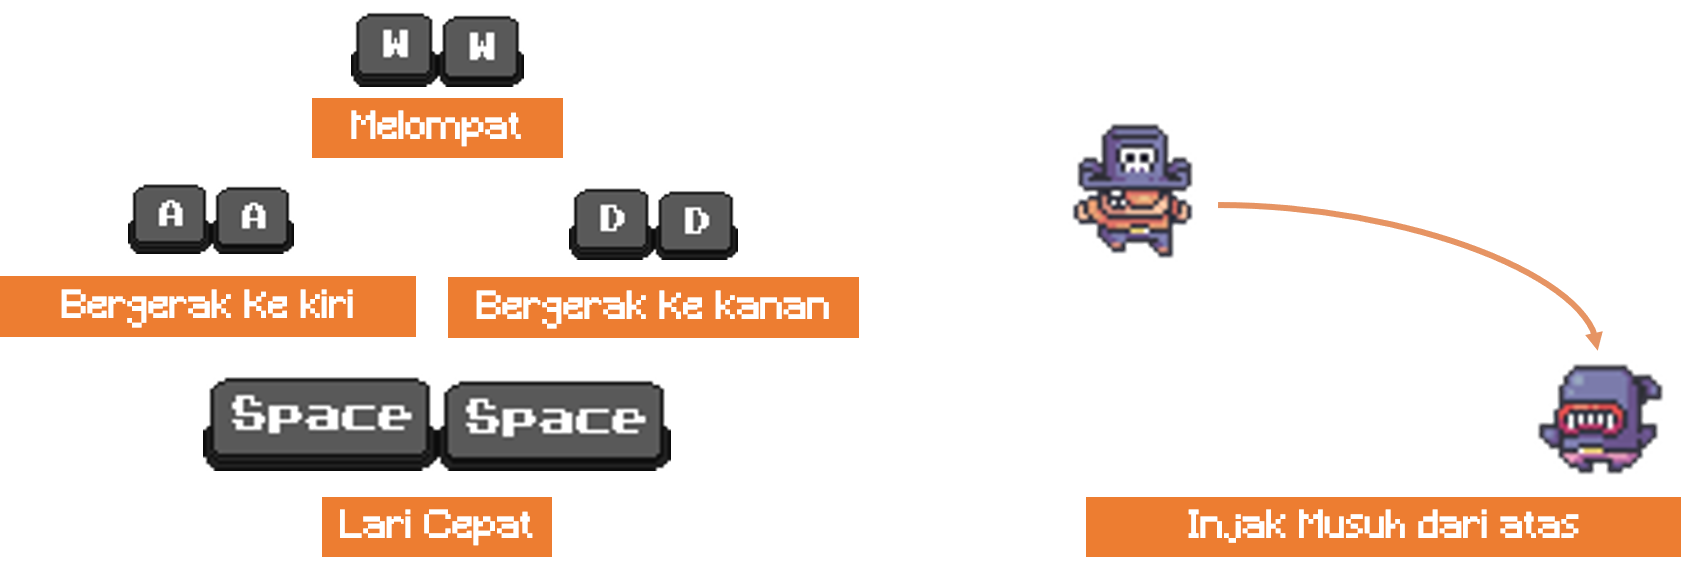 W W
Melompat
A A
D D
Bergerak Ke kiri
Bergerak Ke kanan
Space Space
Lari Cepat
Injak Musuh dari atas